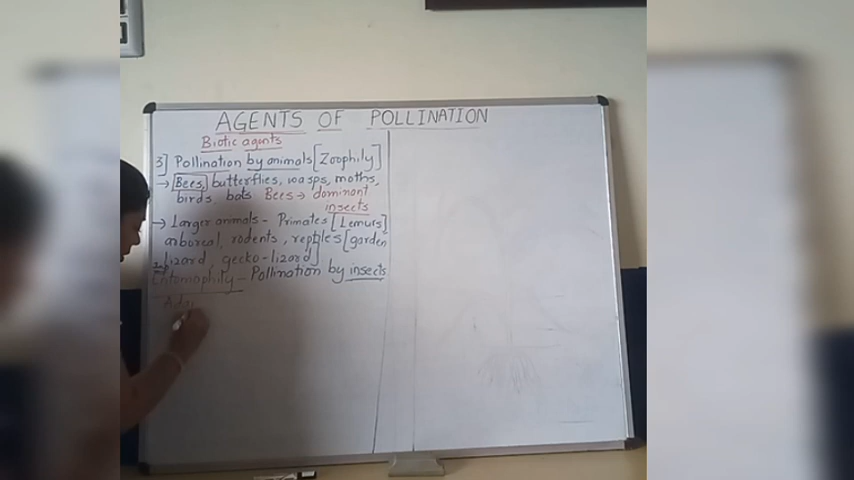 AGENTS OF POLLINATION
Biotic agents
3] Pollination by animals [Zoophily]
→ Bees, butterflies, wasps, moths,
birds, bats Bees → dominant
insects
→ Larger animals - Primates [Lemurs]
arboreal, rodents, reptiles [garden
lizard, gecko-lizard]
Entomophily - Pollination by insects